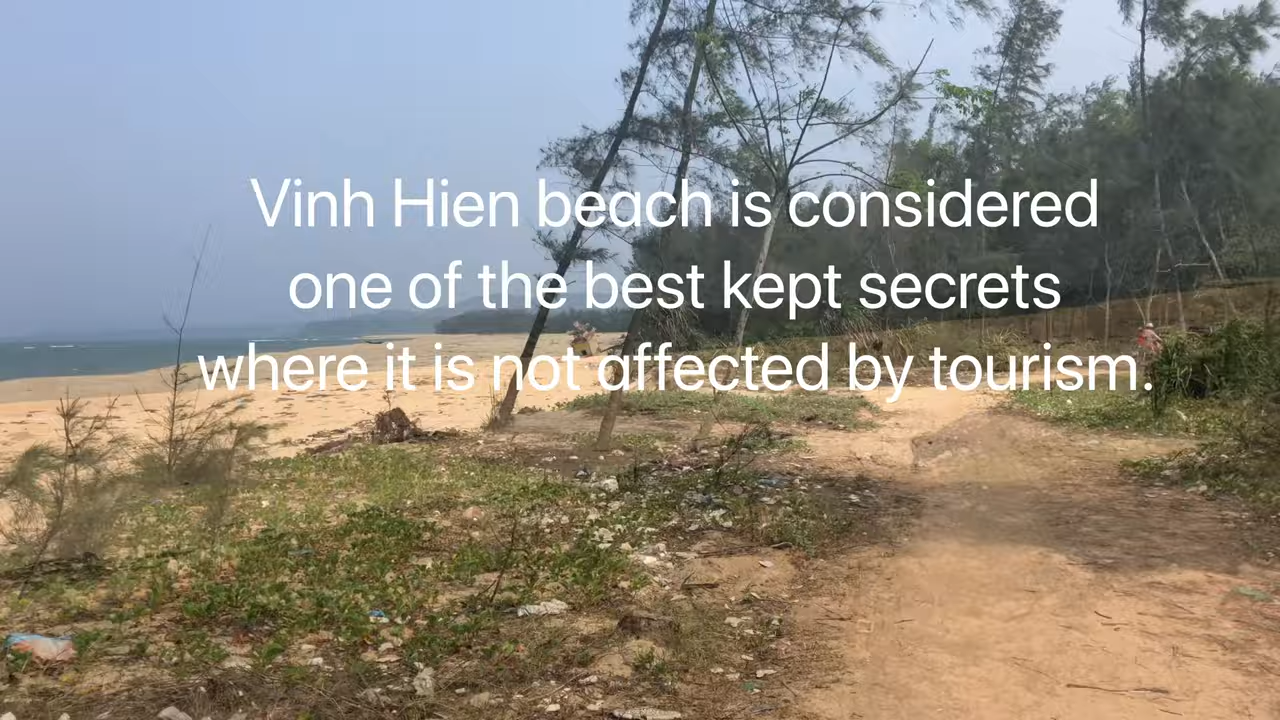 Vinh Hien beach is considered
one of the best kept secrets
where it is not affected by tourism.